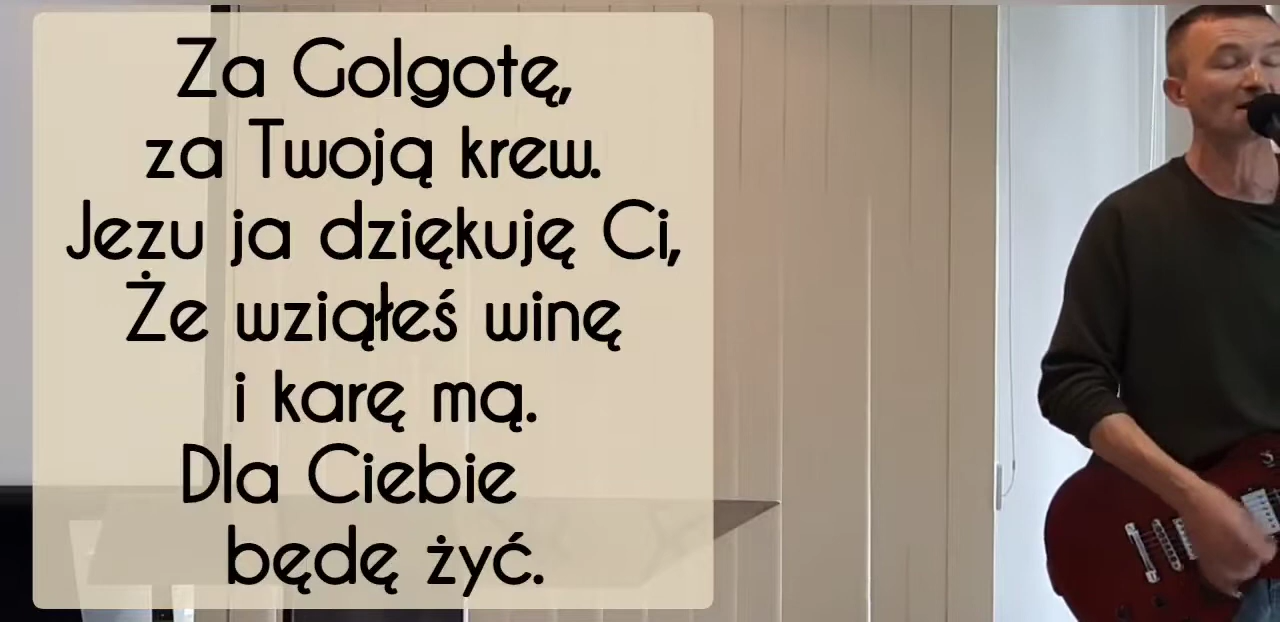 Za Golgotę,
za Twoją krew.
Jezu ja dziękuję Ci,
Że wziąłeś winę
i karę mą.
Dla Ciebie
będę żyć.